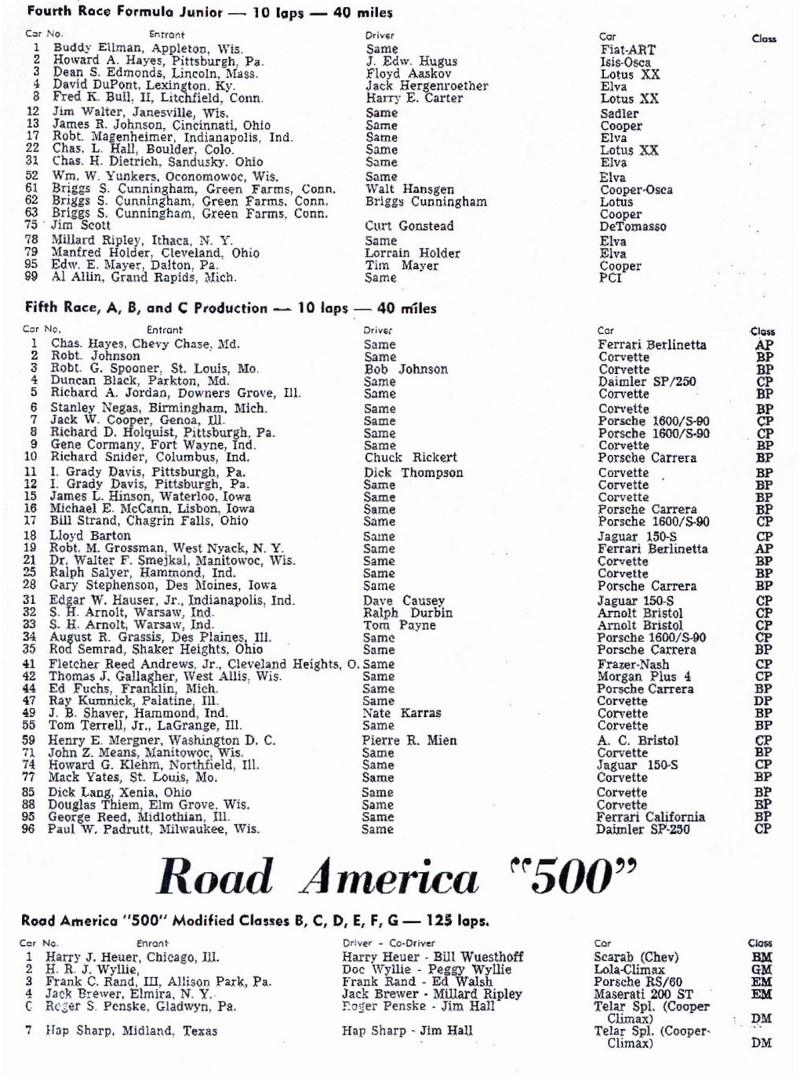 Fourth Race Formula Junior — 10 laps — 40 miles
Car No. Entrant Driver Car Class
1 Buddy Ellman, Appleton, Wis. Same Fiat-ART
2 Howard A. Hayes, Pittsburgh, Pa. J. Edw. Hugus Isis-Osca
3 Dean S. Edmonds, Lincoln, Mass. Floyd Aaskov Lotus XX
4 David DuPont, Lexington, Ky. Jack Hergenroether Elva
8 Fred K. Bull, II, Litchfield, Conn. Harry E. Carter Lotus XX
12 Jim Walter, Janesville, Wis. Same Sadler
13 James R. Johnson, Cincinnati, Ohio Same Cooper
17 Robt. Magenheimer, Indianapolis, Ind. Same Elva
22 Chas. L. Hall, Boulder, Colo. Same Lotus XX
31 Chas. H. Dietrich, Sandusky, Ohio Same Elva
52 Wm. W. Yunkers, Oconomowoc, Wis. Same Elva
61 Briggs S. Cunningham, Green Farms, Conn. Walt Hansgen Cooper-Osca
62 Briggs S. Cunningham, Green Farms, Conn. Briggs Cunningham Lotus
63 Briggs S. Cunningham, Green Farms, Conn. Cooper
75 Jim Scott Curt Gonstead DeTomasso
78 Millard Ripley, Ithaca, N. Y. Same Elva
79 Manfred Holder, Cleveland, Ohio Lorrain Holder Elva
95 Edw. E. Mayer, Dalton, Pa. Tim Mayer Cooper
99 Al Allin, Grand Rapids, Mich. Same PCI
Fifth Race, A, B, and C Production — 10 laps — 40 miles
Car No. Entrant Driver Car Class
1 Chas. Hayes, Chevy Chase, Md. Same Ferrari Berlinetta AP
2 Robt. Johnson Same Corvette BP
3 Robt. G. Spooner, St. Louis, Mo. Bob Johnson Corvette BP
4 Duncan Black, Parkton, Md. Same Daimler SP/250 CP
5 Richard A. Jordan, Downers Grove, Ill. Same Corvette BP
6 Stanley Negas, Birmingham, Mich. Same Corvette BP
7 Jack W. Cooper, Genoa, Ill. Same Porsche 1600/S-90 CP
8 Richard D. Holquist, Pittsburgh, Pa. Same Porsche 1600/S-90 CP
9 Gene Cormany, Fort Wayne, Ind. Same Corvette BP
10 Richard Snider, Columbus, Ind. Chuck Rickert Porsche Carrera BP
11 I. Grady Davis, Pittsburgh, Pa. Dick Thompson Corvette BP
12 I. Grady Davis, Pittsburgh, Pa. Same Corvette BP
15 James L. Hinson, Waterloo, Iowa Same Corvette BP
16 Michael E. McCann, Lisbon, Iowa Same Porsche Carrera BP
17 Bill Strand, Chagrin Falls, Ohio Same Porsche 1600/S-90 CP
18 Lloyd Barton Same Jaguar 150-S CP
19 Robt. M. Grossman, West Nyack, N. Y. Same Ferrari Berlinetta AP
21 Dr. Walter F. Smejkal, Manitowoc, Wis. Same Corvette BP
25 Ralph Salyer, Hammond, Ind. Same Corvette BP
28 Gary Stephenson, Des Moines, Iowa Same Porsche Carrera BP
31 Edgar W. Hauser, Jr., Indianapolis, Ind. Dave Causey Jaguar 150-S CP
32 S. H. Arnolt, Warsaw, Ind. Ralph Durbin Arnolt Bristol CP
33 S. H. Arnolt, Warsaw, Ind. Tom Payne Arnolt Bristol CP
34 August R. Grassis, Des Plaines, Ill. Same Porsche 1600/S-90 CP
35 Rod Semrad, Shaker Heights, Ohio Same Porsche Carrera BP
41 Fletcher Reed Andrews, Jr., Cleveland Heights, O. Same Frazer-Nash CP
42 Thomas J. Gallagher, West Allis, Wis. Same Morgan Plus 4 CP
44 Ed Fuchs, Franklin, Mich. Same Porsche Carrera BP
47 Ray Kumnick, Palatine, Ill. Same Corvette DP
49 J. B. Shaver, Hammond, Ind. Nate Karras Corvette BP
55 Tom Terrell, Jr., LaGrange, Ill. Same Corvette BP
59 Henry E. Mergner, Washington D. C. Pierre R. Mien A. C. Bristol CP
71 John Z. Means, Manitowoc, Wis. Same Corvette BP
74 Howard G. Klehm, Northfield, Ill. Same Jaguar 150-S CP
77 Mack Yates, St. Louis, Mo. Same Corvette BP
85 Dick Lang, Xenia, Ohio Same Corvette BP
88 Douglas Thiem, Elm Grove, Wis. Same Corvette BP
95 George Reed, Midlothian, Ill. Same Ferrari California BP
96 Paul W. Padrutt, Milwaukee, Wis. Same Daimler SP-250 CP
Road America "500"
Road America "500" Modified Classes B, C, D, E, F, G — 125 laps.
Car No. Enrant Driver - Co-Driver Car Class
1 Harry J. Heuer, Chicago, Ill. Harry Heuer - Bill Wuesthoff Scarab (Chev) BM
2 H. R. J. Wyllie, Doc Wyllie - Peggy Wyllie Lola-Climax GM
3 Frank C. Rand, III, Allison Park, Pa. Frank Rand - Ed Walsh Porsche RS/60 EM
4 Jack Brewer, Elmira, N. Y. Jack Brewer - Millard Ripley Maserati 200 ST EM
Roger S. Penske, Gladwyn, Pa. Roger Penske - Jim Hall Telar Spl. (Cooper
Climax) DM
7 Hap Sharp, Midland, Texas Hap Sharp - Jim Hall Telar Spl. (Cooper-
Climax) DM